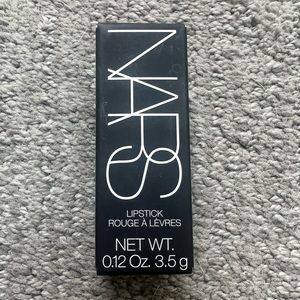 NARS
LIPSTICK
ROUGE À LÈVRES
NET WT.
0.12 Oz. 3.5 g